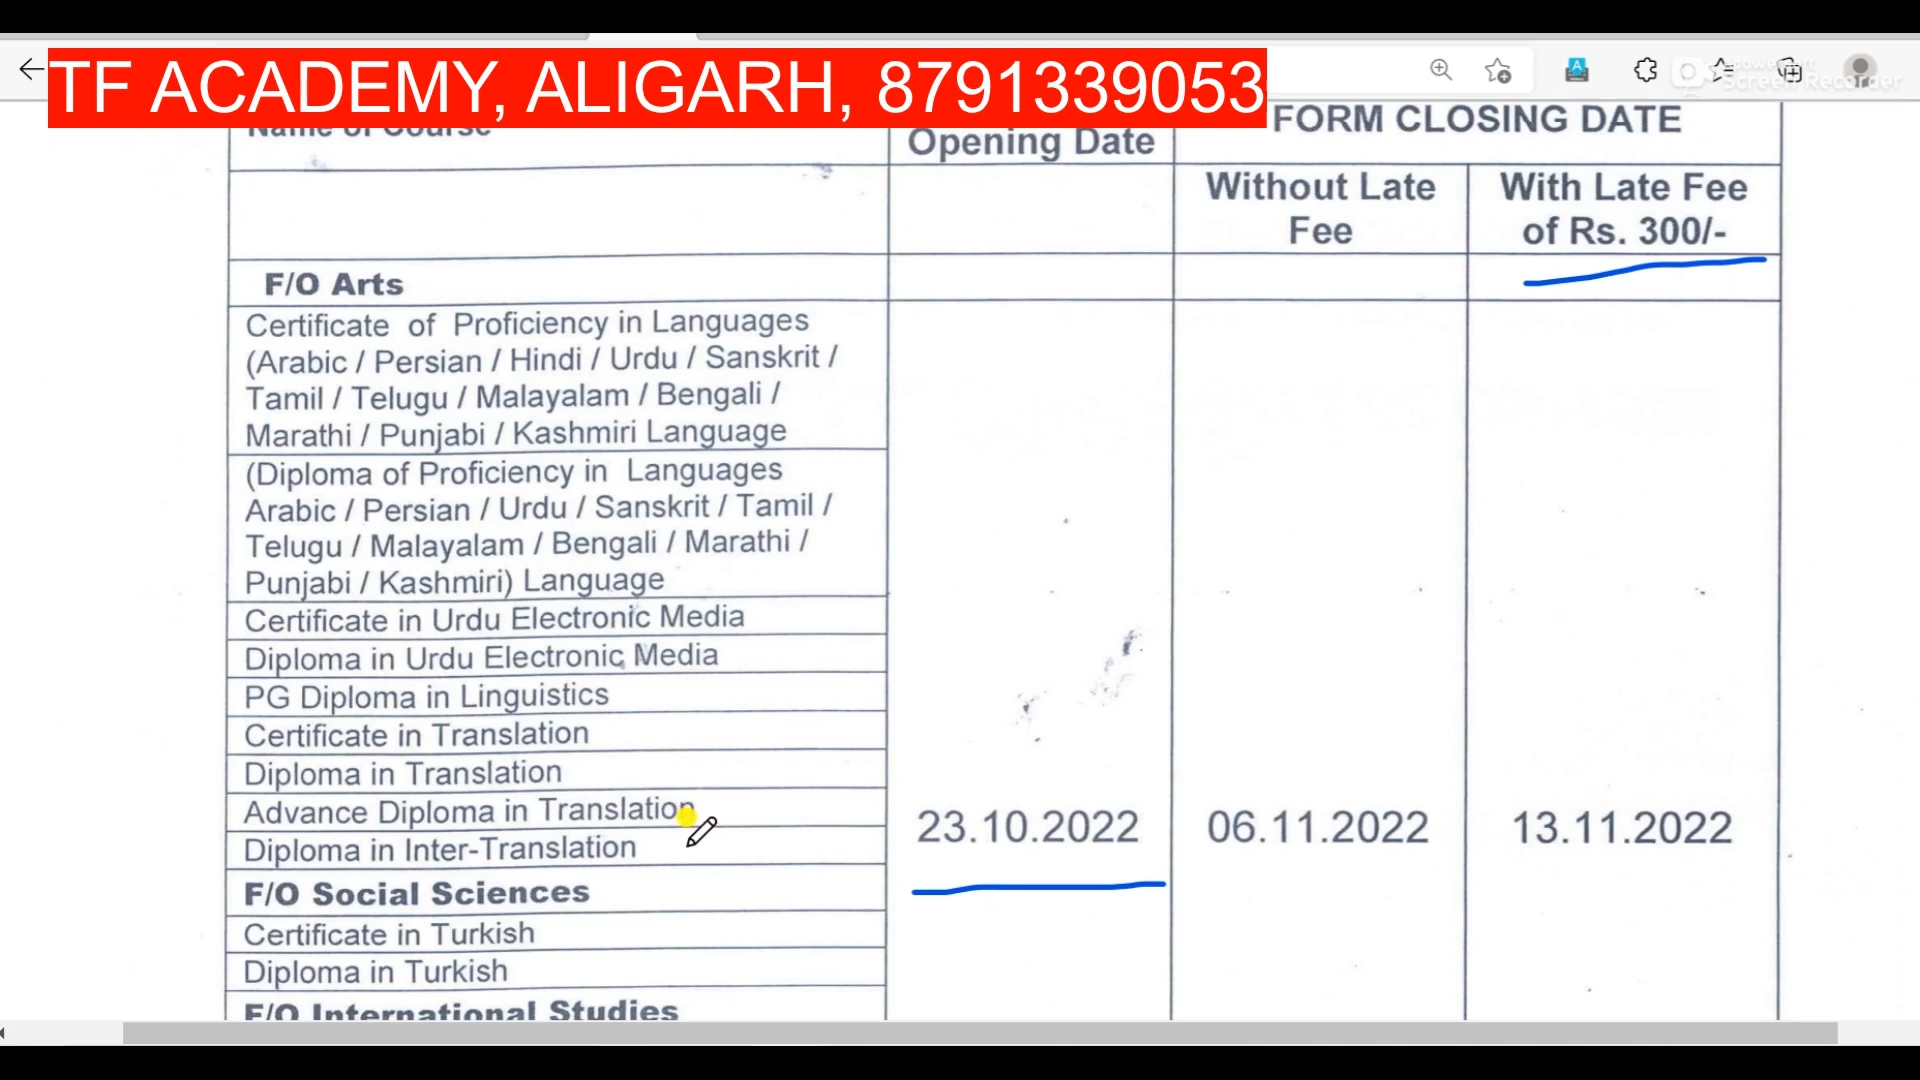 TF ACADEMY, ALIGARH, 8791339053
Name of Course
Opening Date
FORM CLOSING DATE
Without Late
Fee
With Late Fee
of Rs. 300/-
F/O Arts
Certificate of Proficiency in Languages
(Arabic / Persian / Hindi / Urdu / Sanskrit /
Tamil / Telugu / Malayalam / Bengali /
Marathi / Punjabi / Kashmiri Language
(Diploma of Proficiency in Languages
Arabic / Persian / Urdu / Sanskrit / Tamil /
Telugu / Malayalam / Bengali / Marathi /
Punjabi / Kashmiri) Language
Certificate in Urdu Electronic Media
Diploma in Urdu Electronic Media
PG Diploma in Linguistics
Certificate in Translation
Diploma in Translation
Advance Diploma in Translation
Diploma in Inter-Translation
23.10.2022
06.11.2022
13.11.2022
F/O Social Sciences
Certificate in Turkish
Diploma in Turkish
F/O International Studies
Screen Recorder